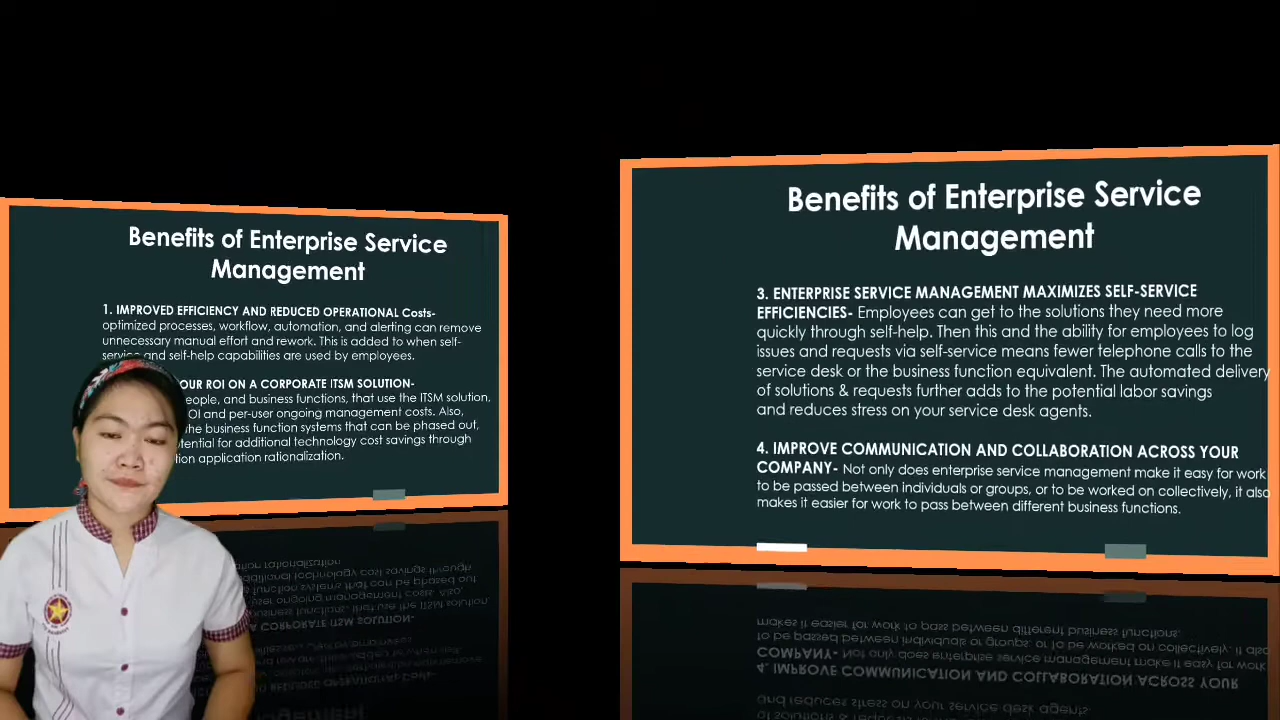 Benefits of Enterprise Service
Management
1. IMPROVED EFFICIENCY AND REDUCED OPERATIONAL Costs-
optimized processes, workflow, automation, and alerting can remove
unnecessary manual effort and rework. This is added to when self-
service and self-help capabilities are used by employees.
OUR ROI ON A CORPORATE ITSM SOLUTION-
people, and business functions, that use the ITSM solution,
OI and per-user ongoing management costs. Also,
the business function systems that can be phased out,
potential for additional technology cost savings through
tion application rationalization.
Benefits of Enterprise Service
Management
3. ENTERPRISE SERVICE MANAGEMENT MAXIMIZES SELF-SERVICE
EFFICIENCIES- Employees can get to the solutions they need more
quickly through self-help. Then this and the ability for employees to log
issues and requests via self-service means fewer telephone calls to the
service desk or the business function equivalent. The automated delivery
of solutions & requests further adds to the potential labor savings
and reduces stress on your service desk agents.
4. IMPROVE COMMUNICATION AND COLLABORATION ACROSS YOUR
COMPANY- Not only does enterprise service management make it easy for work
to be passed between individuals or groups, or to be worked on collectively, it also
makes it easier for work to pass between different business functions.